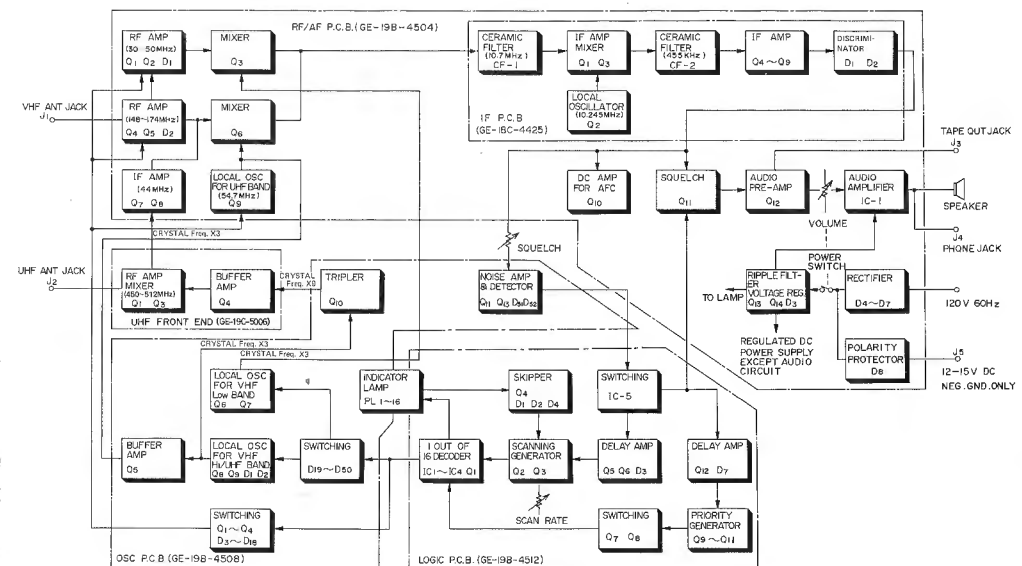 RF/AF P.C.B.(GE-19B-4504)
RF AMP
(30-50MHz)
Q1 Q2 D1
MIXER
Q3
CERAMIC
FILTER
(10.7MHz)
CF-1
IF AMP
MIXER
Q1 Q3
CERAMIC
FILTER
(455KHz)
CF-2
IF AMP
Q4~Q9
DISCRIMI-
NATOR
D1 D2
VHF ANT JACK
J1
RF AMP
(148~174MHz)
Q4 Q5 D2
MIXER
Q6
LOCAL
OSCILLATOR
(10.245MHz)
Q2
IF P.C.B
(GE-18C-4425)
TAPE OUT JACK
J3
IF AMP
(44MHz)
Q7 Q8
LOCAL OSC
FOR UHF BAND
(54.7MHz)
Q9
DC AMP
FOR AFC
Q10
SQUELCH
Q11
AUDIO
PRE-AMP
Q12
AUDIO
AMPLIFIER
IC-1
SPEAKER
VOLUME
J4
PHONE JACK
CRYSTAL Freq. X3
SQUELCH
POWER
SWITCH
UHF ANT JACK
J2
RF AMP
MIXER
(450-512MHz)
Q1 Q3
BUFFER
AMP
Q4
CRYSTAL
Freq. X9
TRIPLER
Q10
NOISE AMP
& DETECTOR
Q11 Q13 D51 D52
TO LAMP
RIPPLE FILT-
ER
VOLTAGE REG.
Q13 Q14 D3
RECTIFIER
D4~D7
120V 60Hz
UHF FRONT END (GE-19C-5006)
REGULATED DC
POWER SUPPLY
EXCEPT AUDIO
CIRCUIT
POLARITY
PROTECTOR
D8
J5
12-15V DC
NEG.GND.ONLY
CRYSTAL Freq. X3
CRYSTAL Freq. X3
LOCAL OSC
FOR VHF
Low BAND
Q6 Q7
INDICATOR
LAMP
PL 1~16
SKIPPER
Q4
D1 D2 D4
SWITCHING
IC-5
BUFFER
AMP
Q5
LOCAL OSC
FOR VHF
Hi/UHF BAND
Q8 Q9 D1 D2
SWITCHING
D19~D50
1 OUT OF
16 DECODER
IC1~IC4 Q1
SCANNING
GENERATOR
Q2 Q3
DELAY AMP
Q5 Q6 D3
DELAY AMP
Q12 D7
SCAN RATE
SWITCHING
Q1~Q4
D3~D18
SWITCHING
Q7 Q8
PRIORITY
GENERATOR
Q9~Q11
OSC P.C.B (GE-19B-4508)
LOGIC P.C.B. (GE-19B-4512)